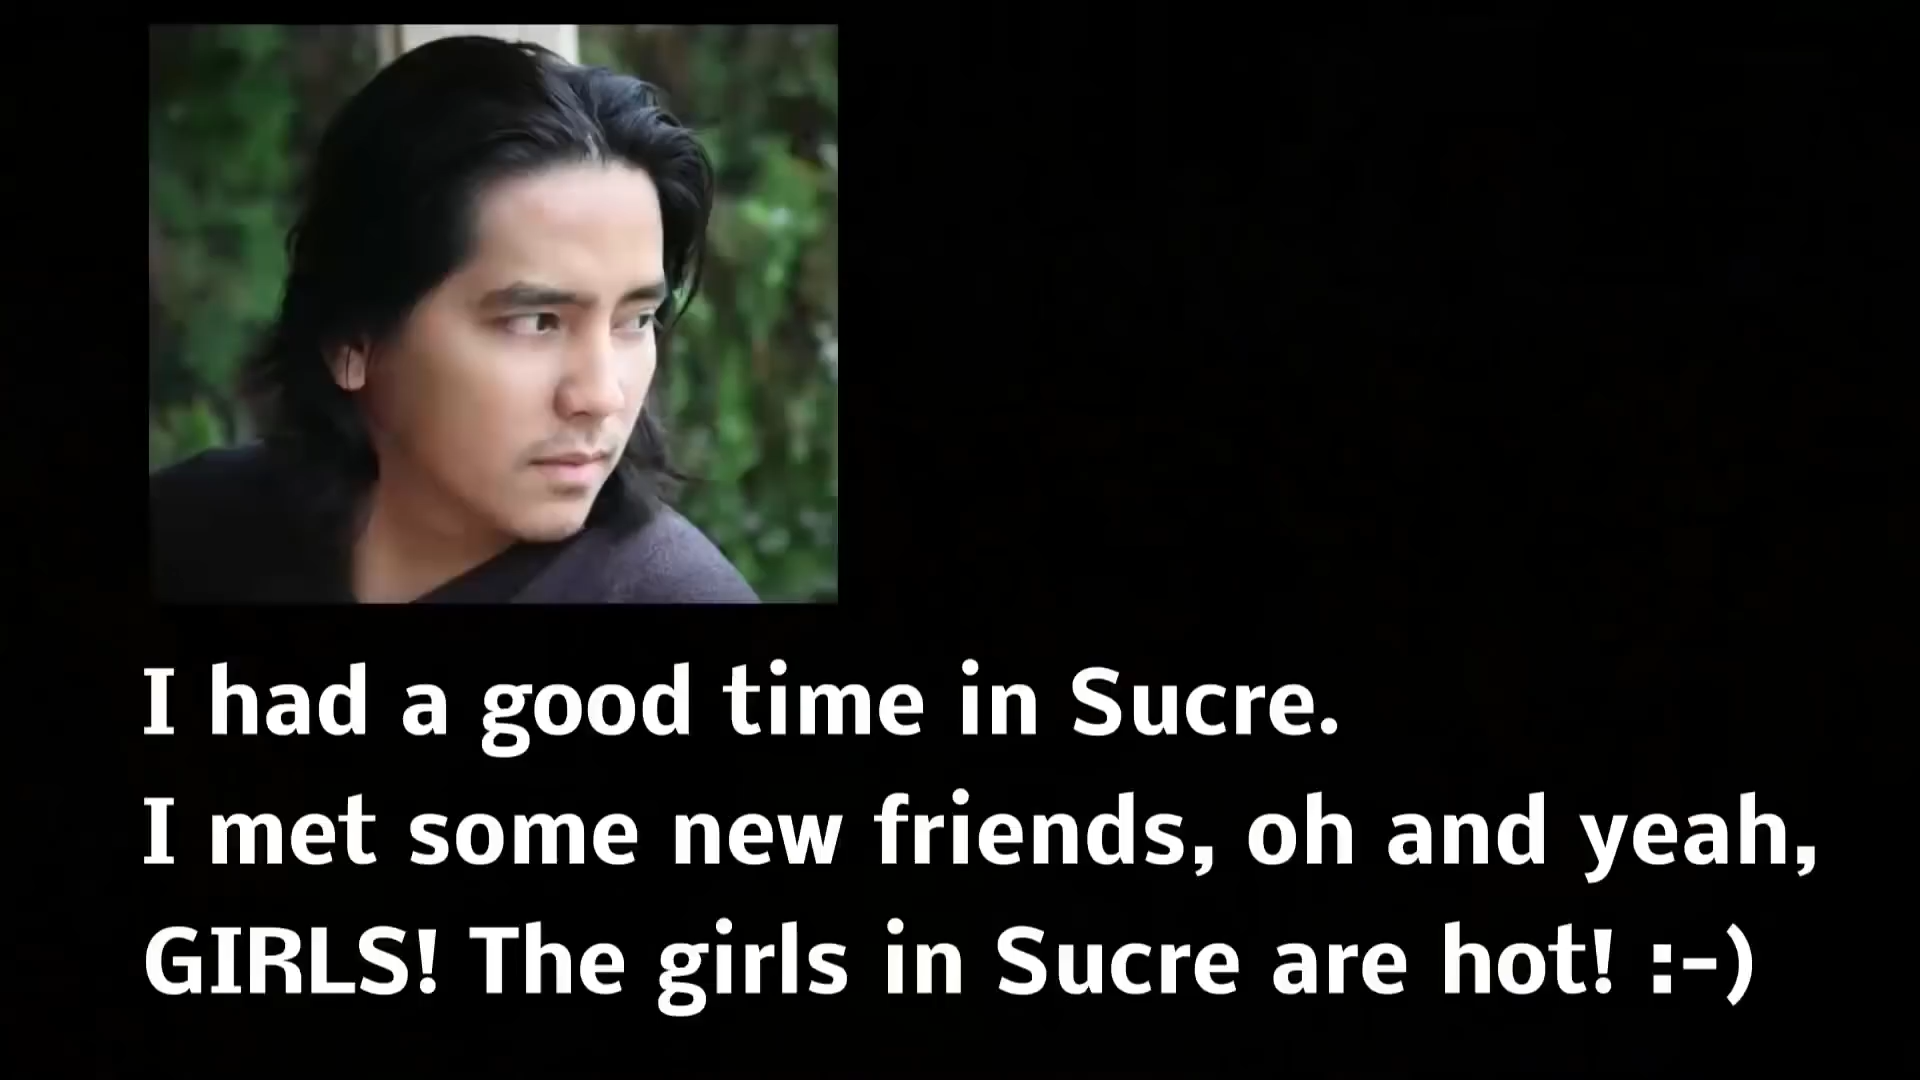 I had a good time in Sucre.
I met some new friends, oh and yeah,
GIRLS! The girls in Sucre are hot! :-)